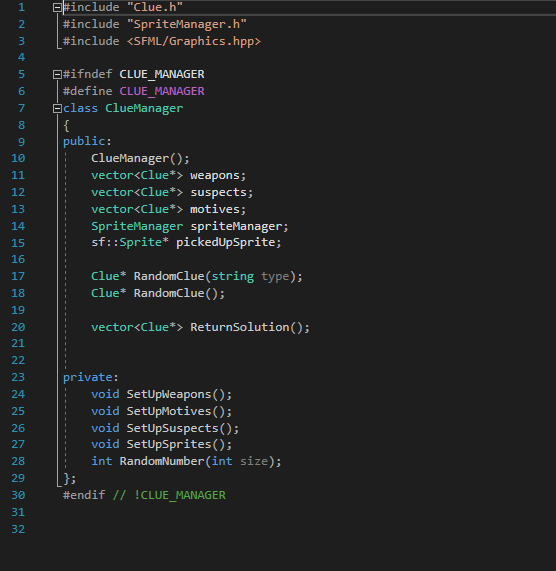 1 #include "Clue.h"
2 #include "SpriteManager.h"
3 #include <SFML/Graphics.hpp>
4
5 #ifndef CLUE_MANAGER
6 #define CLUE_MANAGER
7 class ClueManager
8 {
9 public:
10 ClueManager();
11 vector<Clue*> weapons;
12 vector<Clue*> suspects;
13 vector<Clue*> motives;
14 SpriteManager spriteManager;
15 sf::Sprite* pickedUpSprite;
16
17 Clue* RandomClue(string type);
18 Clue* RandomClue();
19
20 vector<Clue*> ReturnSolution();
21
22
23 private:
24 void SetUpWeapons();
25 void SetUpMotives();
26 void SetUpSuspects();
27 void SetUpSprites();
28 int RandomNumber(int size);
29 };
30 #endif // !CLUE_MANAGER
31
32